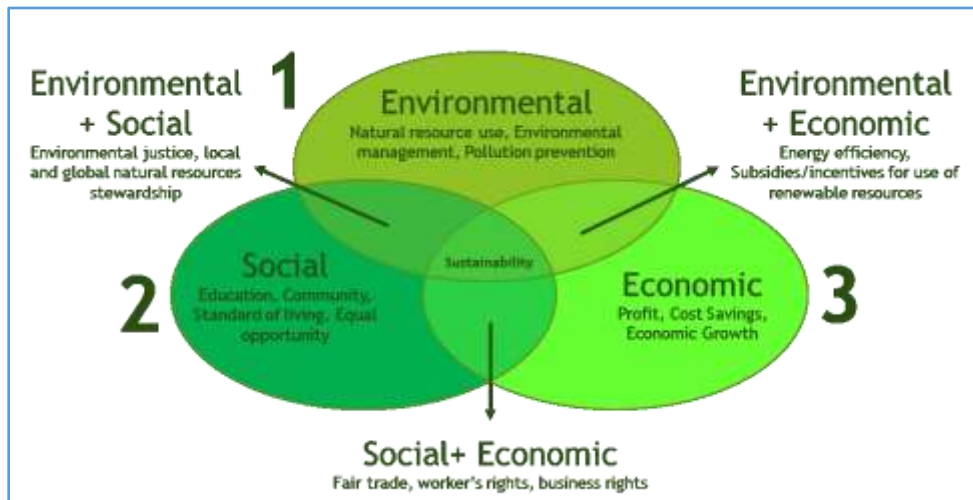 1
Environmental
+ Social
Environmental justice, local
and global natural resources
stewardship
Environmental
Natural resource use, Environmental
management, Pollution prevention
Environmental
+ Economic
Energy efficiency,
Subsidies/incentives for use of
renewable resources
2
Social
Education, Community,
Standard of living, Equal
opportunity
Sustainability
Economic
Profit, Cost Savings,
Economic Growth
3
Social+ Economic
Fair trade, worker's rights, business rights